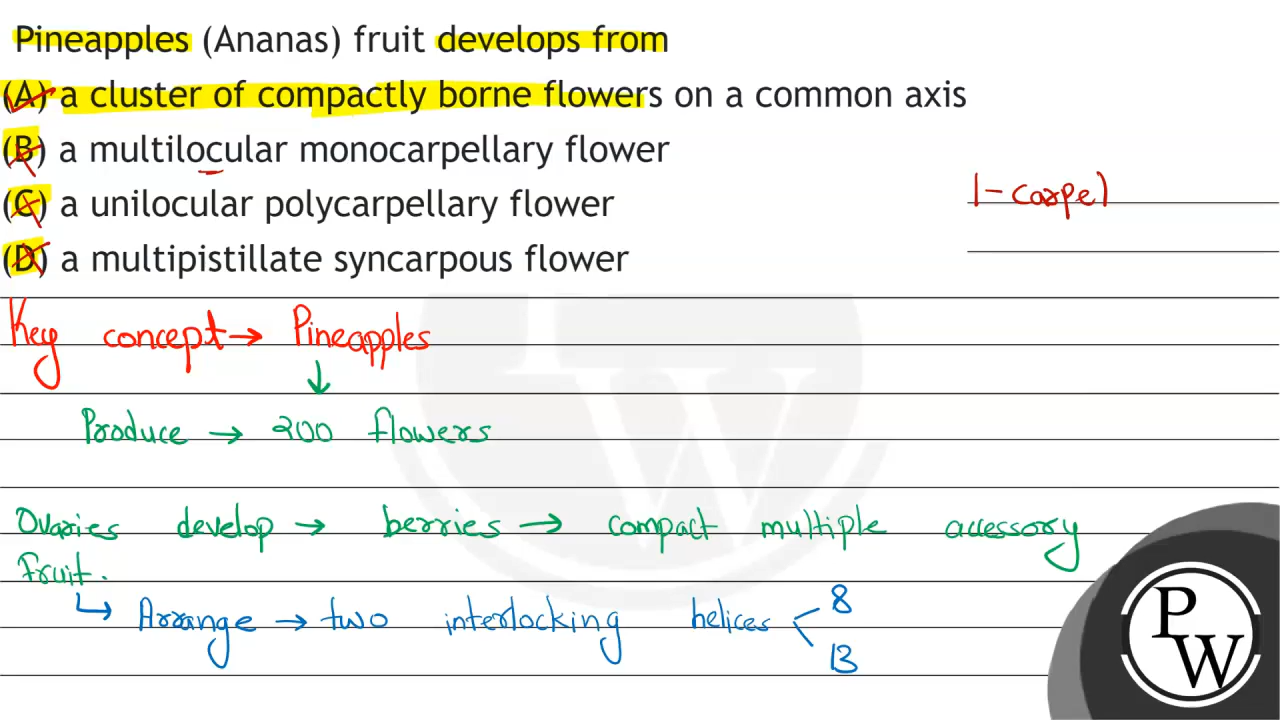 Pineapples (Ananas) fruit develops from
(A) a cluster of compactly borne flowers on a common axis
(B) a multilocular monocarpellary flower
(C) a unilocular polycarpellary flower
(D) a multipistillate syncarpous flower
1-carpel
Key concept → Pineapples
↓
Produce → 200 flowers
Ovaries develop → berries → compact multiple accessory
fruit.
↳ Arrange → two interlocking helices < 8
13
PW
PW